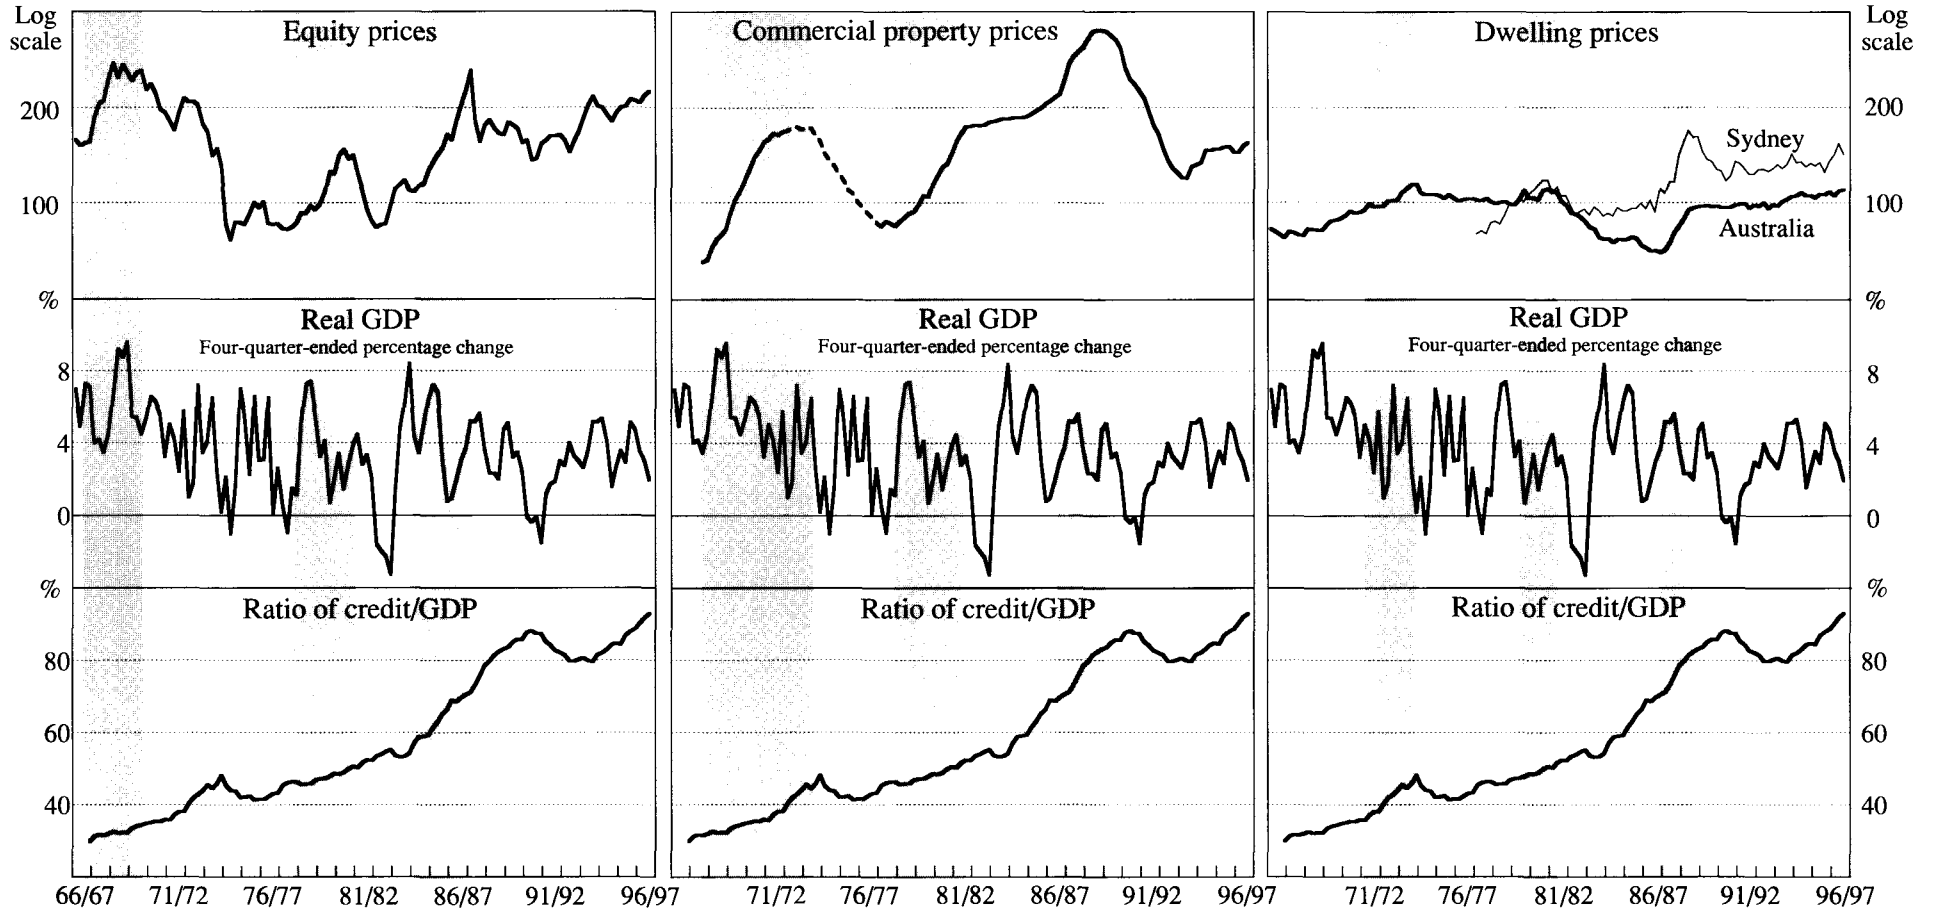 Log
scale
Equity prices
Commercial property prices
Dwelling prices
Log
scale
200
200
Sydney
100
100
Australia
%
%
Real GDP
Four-quarter-ended percentage change
Real GDP
Four-quarter-ended percentage change
Real GDP
Four-quarter-ended percentage change
8
8
4
4
0
0
%
%
Ratio of credit/GDP
Ratio of credit/GDP
Ratio of credit/GDP
80
80
60
60
40
40
66/67 71/72 76/77 81/82 86/87 91/92 96/97
71/72 76/77 81/82 86/87 91/92 96/97
71/72 76/77 81/82 86/87 91/92 96/97